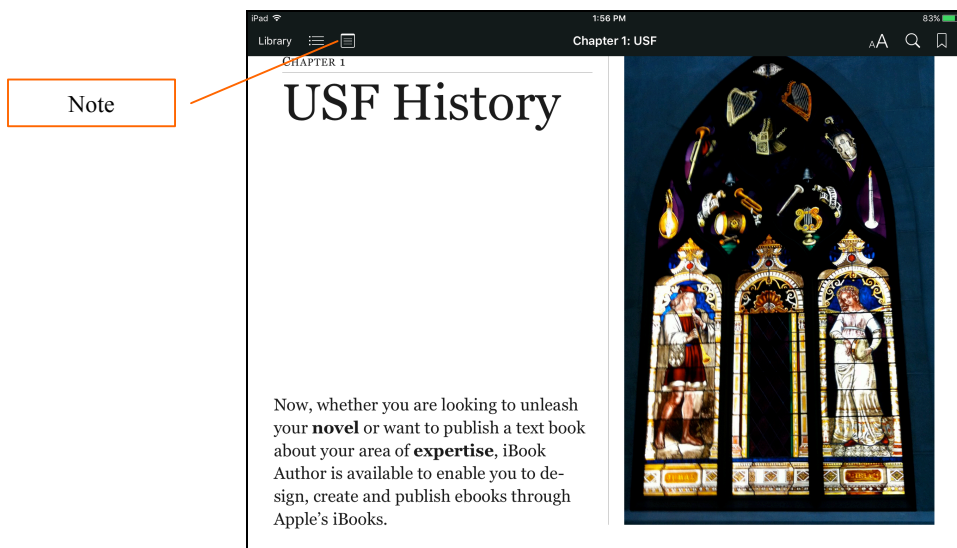 iPad 1:56 PM 83%
Library Chapter 1: USF AA
Note
CHAPTER 1
USF History
Now, whether you are looking to unleash
your novel or want to publish a text book
about your area of expertise, iBook
Author is available to enable you to de-
sign, create and publish ebooks through
Apple's iBooks.